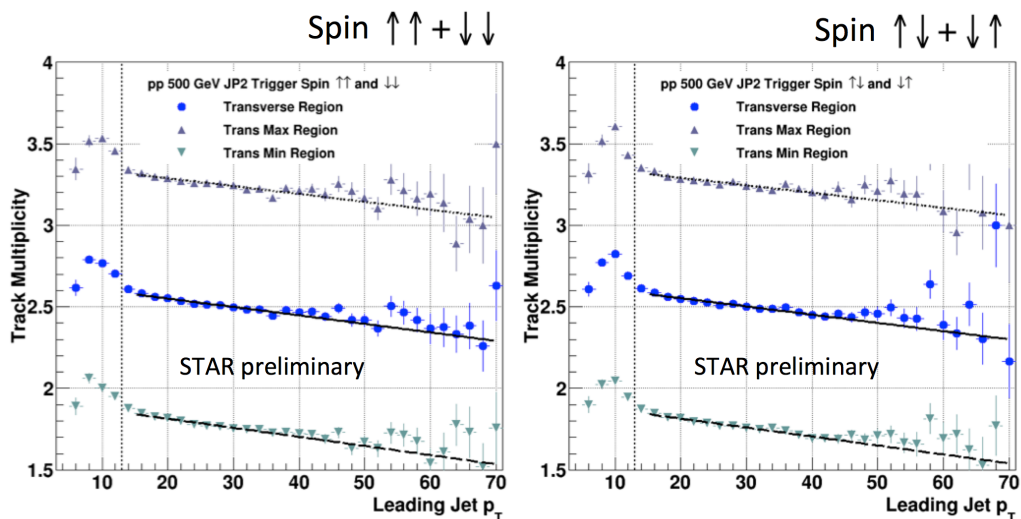 Spin ↑↑ + ↓↓
pp 500 GeV JP2 Trigger Spin ↑↑ and ↓↓
Transverse Region
Trans Max Region
Trans Min Region
STAR preliminary
Track Multiplicity
4
3.5
3
2.5
2
1.5
10 20 30 40 50 60 70
Leading Jet pT
Spin ↑↓ + ↓↑
pp 500 GeV JP2 Trigger Spin ↑↓ and ↓↑
Transverse Region
Trans Max Region
Trans Min Region
STAR preliminary
Track Multiplicity
4
3.5
3
2.5
2
1.5
10 20 30 40 50 60 70
Leading Jet pT